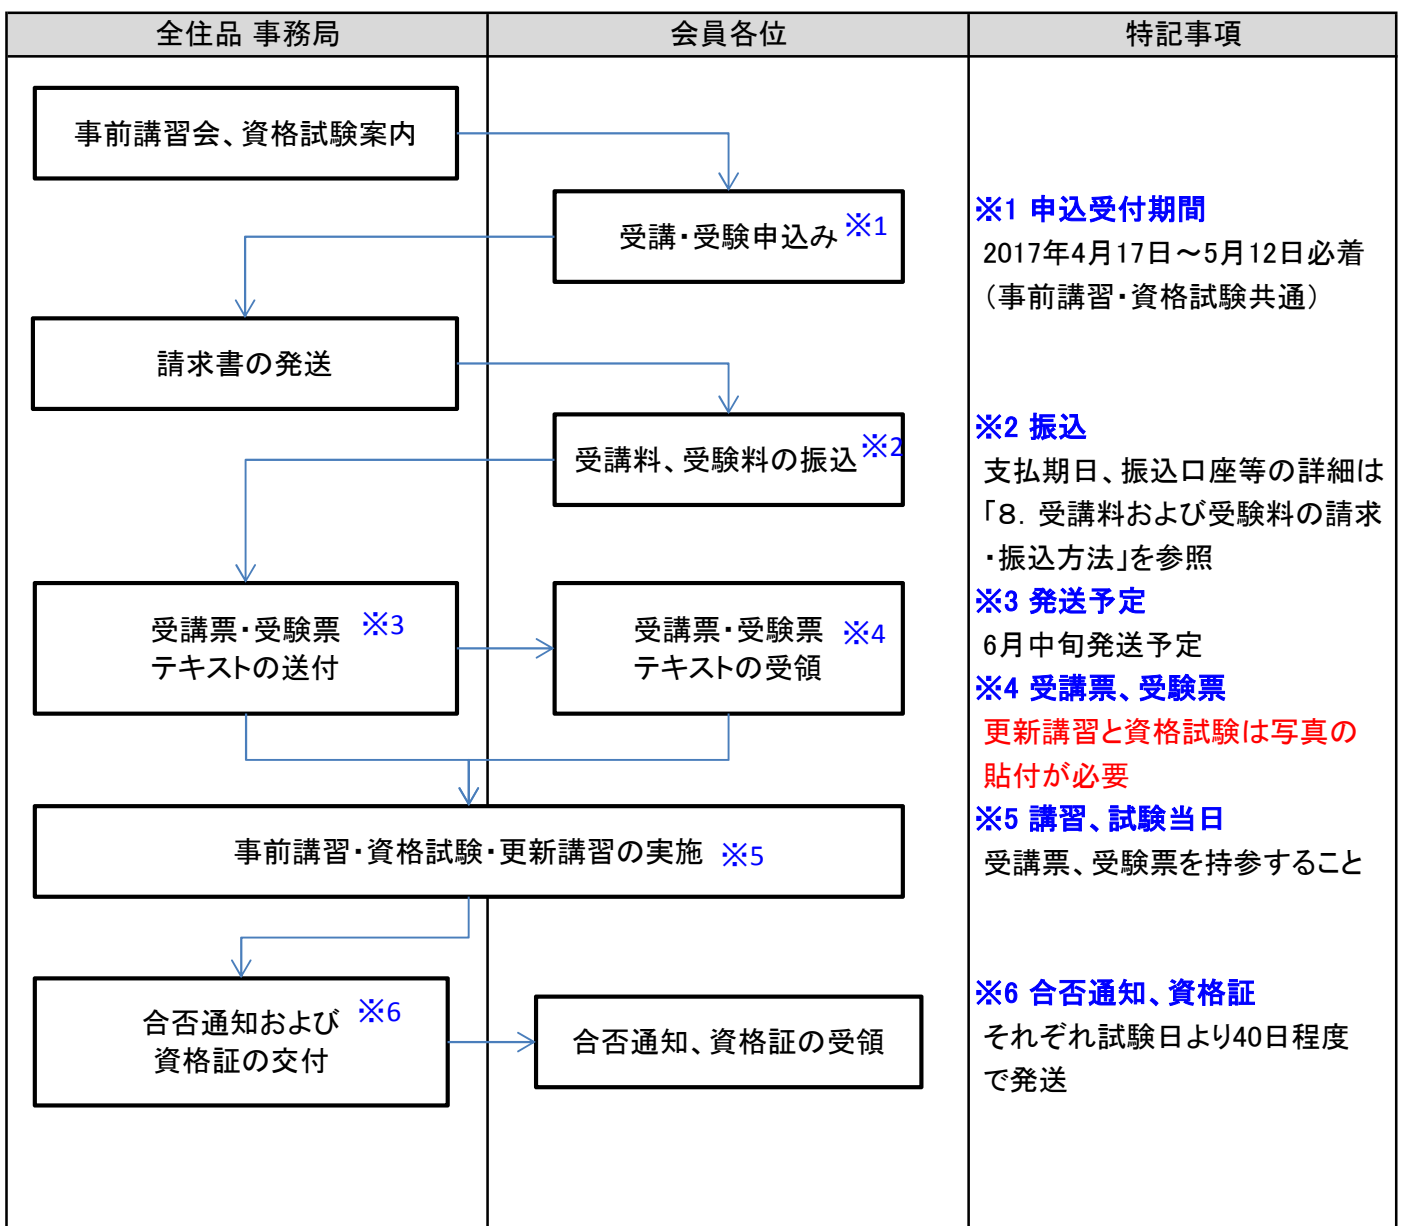 全住品 事務局
会員各位
特記事項
事前講習会、資格試験案内
受講・受験申込み ※1
請求書の発送
受講料、受験料の振込 ※2
受講票・受験票 ※3
テキストの送付
受講票・受験票 ※4
テキストの受領
事前講習・資格試験・更新講習の実施 ※5
合否通知および ※6
資格証の交付
合否通知、資格証の受領
※1 申込受付期間
2017年4月17日～5月12日必着
（事前講習・資格試験共通）
※2 振込
支払期日、振込口座等の詳細は
「８．受講料および受験料の請求
・振込方法」を参照
※3 発送予定
6月中旬発送予定
※4 受講票、受験票
更新講習と資格試験は写真の
貼付が必要
※5 講習、試験当日
受講票、受験票を持参すること
※6 合否通知、資格証
それぞれ試験日より40日程度
で発送